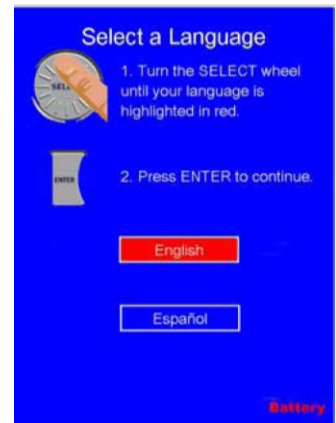 Select a Language
1. Turn the SELECT wheel
until your language is
highlighted in red.
ENTER
2. Press ENTER to continue.
English
Español
Battery